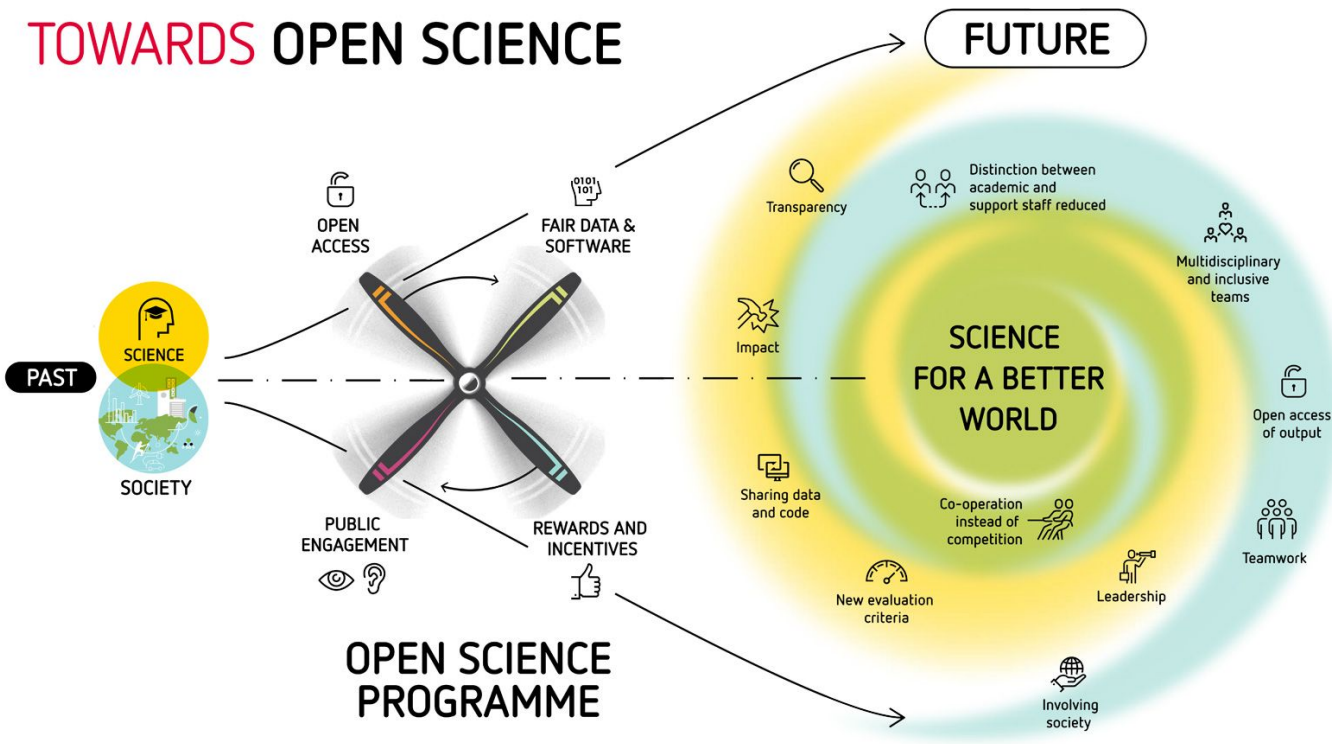 TOWARDS OPEN SCIENCE
FUTURE
PAST
SCIENCE
SOCIETY
OPEN
ACCESS
0101
101
FAIR DATA &
SOFTWARE
PUBLIC
ENGAGEMENT
REWARDS AND
INCENTIVES
OPEN SCIENCE
PROGRAMME
Transparency
Distinction between
academic and
support staff reduced
Multidisciplinary
and inclusive
teams
Impact
SCIENCE
FOR A BETTER
WORLD
Open access
of output
Sharing data
and code
Co-operation
instead of
competition
Teamwork
New evaluation
criteria
Leadership
Involving
society